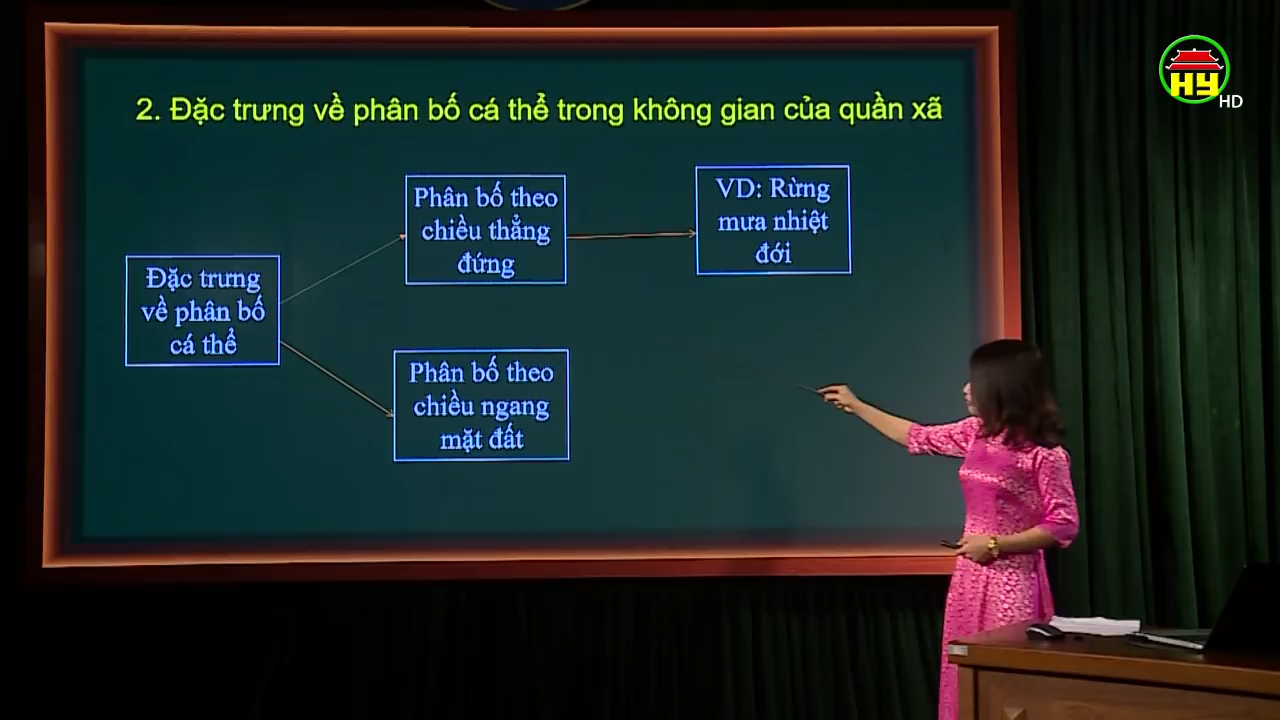 2. Đặc trưng về phân bố cá thể trong không gian của quần xã
Đặc trưng
về phân bố
cá thể
Phân bố theo
chiều thẳng
đứng
VD: Rừng
mưa nhiệt
đới
Phân bố theo
chiều ngang
mặt đất
HY
HD